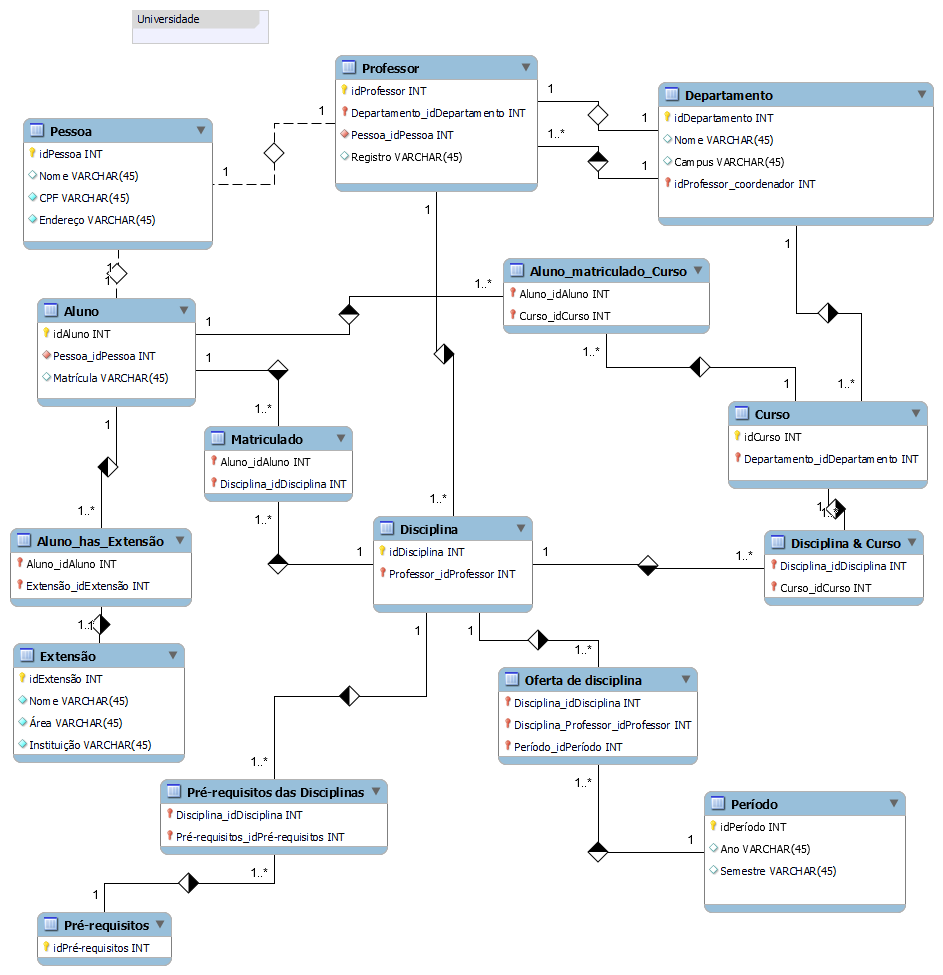 Universidade
Professor
idProfessor INT
Departamento_idDepartamento INT
Pessoa_idPessoa INT
Registro VARCHAR(45)
Departamento
idDepartamento INT
Nome VARCHAR(45)
Campus VARCHAR(45)
idProfessor_coordenador INT
Pessoa
idPessoa INT
Nome VARCHAR(45)
CPF VARCHAR(45)
Endereço VARCHAR(45)
1
1
1
1
1..*
1
1
1
Aluno
idAluno INT
Pessoa_idPessoa INT
Matrícula VARCHAR(45)
Aluno_matriculado_Curso
Aluno_idAluno INT
Curso_idCurso INT
1
1..*
1
1..*
1..*
1
1
1..*
1
1..*
Curso
idCurso INT
Departamento_idDepartamento INT
Matriculado
Aluno_idAluno INT
Disciplina_idDisciplina INT
1
1..*
1..*
1
Disciplina
idDisciplina INT
Professor_idProfessor INT
1
1..*
1
1..*
Disciplina & Curso
Disciplina_idDisciplina INT
Curso_idCurso INT
Aluno_has_Extensão
Aluno_idAluno INT
Extensão_idExtensão INT
1..*
1
Extensão
idExtensão INT
Nome VARCHAR(45)
Área VARCHAR(45)
Instituição VARCHAR(45)
1
1..*
1
1..*
Oferta de disciplina
Disciplina_idDisciplina INT
Disciplina_Professor_idProfessor INT
Período_idPeríodo INT
1..*
1
Pré-requisitos das Disciplinas
Disciplina_idDisciplina INT
Pré-requisitos_idPré-requisitos INT
Período
idPeríodo INT
Ano VARCHAR(45)
Semestre VARCHAR(45)
1..*
1
Pré-requisitos
idPré-requisitos INT